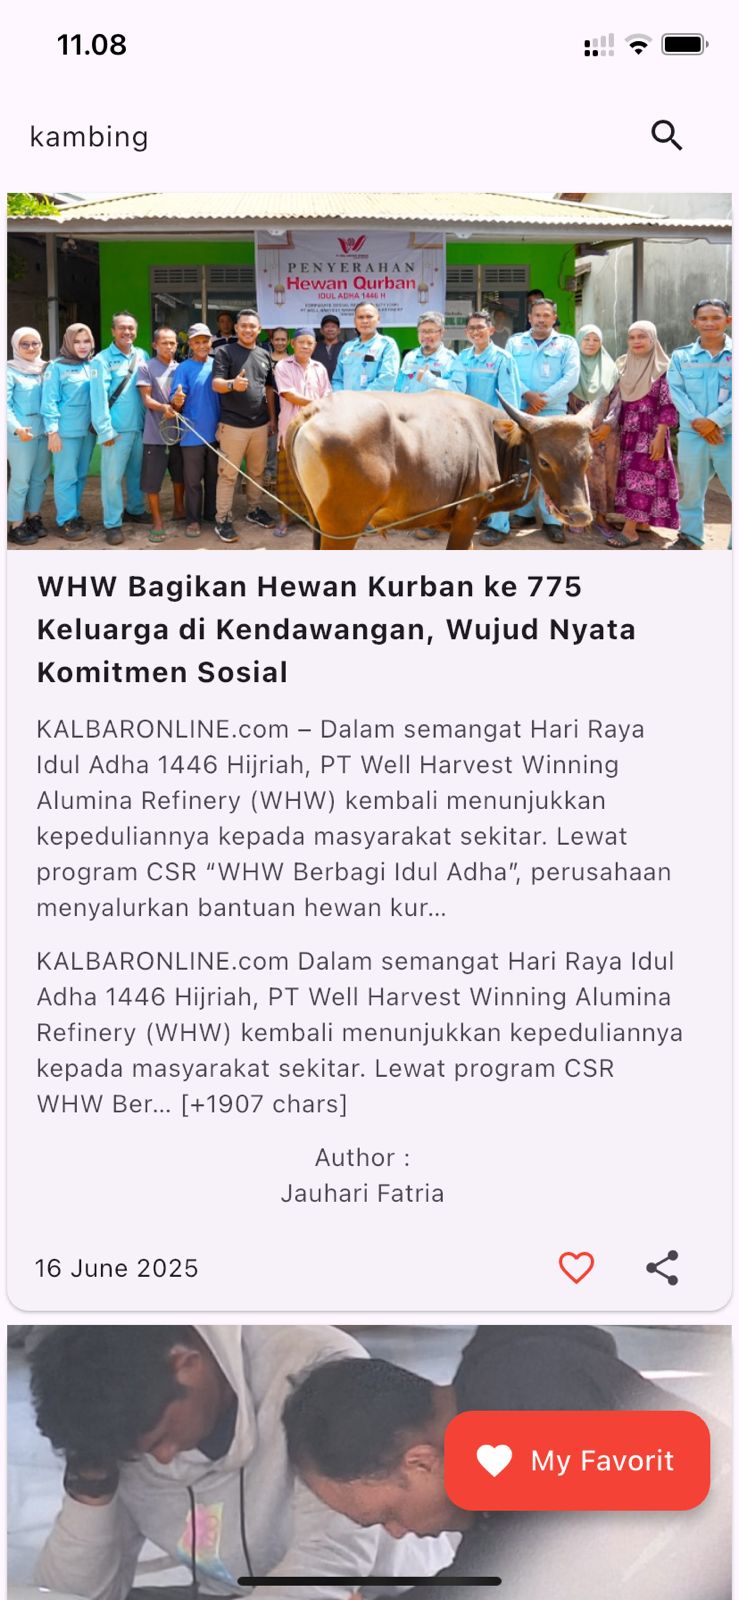 11.08
kambing
PENYERAHAN
Hewan Qurban
IDUL ADHA 1446 H
WHW Bagikan Hewan Kurban ke 775
Keluarga di Kendawangan, Wujud Nyata
Komitmen Sosial
KALBARONLINE.com – Dalam semangat Hari Raya
Idul Adha 1446 Hijriah, PT Well Harvest Winning
Alumina Refinery (WHW) kembali menunjukkan
kepeduliannya kepada masyarakat sekitar. Lewat
program CSR “WHW Berbagi Idul Adha”, perusahaan
menyalurkan bantuan hewan kur...
KALBARONLINE.com Dalam semangat Hari Raya Idul
Adha 1446 Hijriah, PT Well Harvest Winning Alumina
Refinery (WHW) kembali menunjukkan kepeduliannya
kepada masyarakat sekitar. Lewat program CSR
WHW Ber... [+1907 chars]
Author :
Jauhari Fatria
16 June 2025
My Favorit